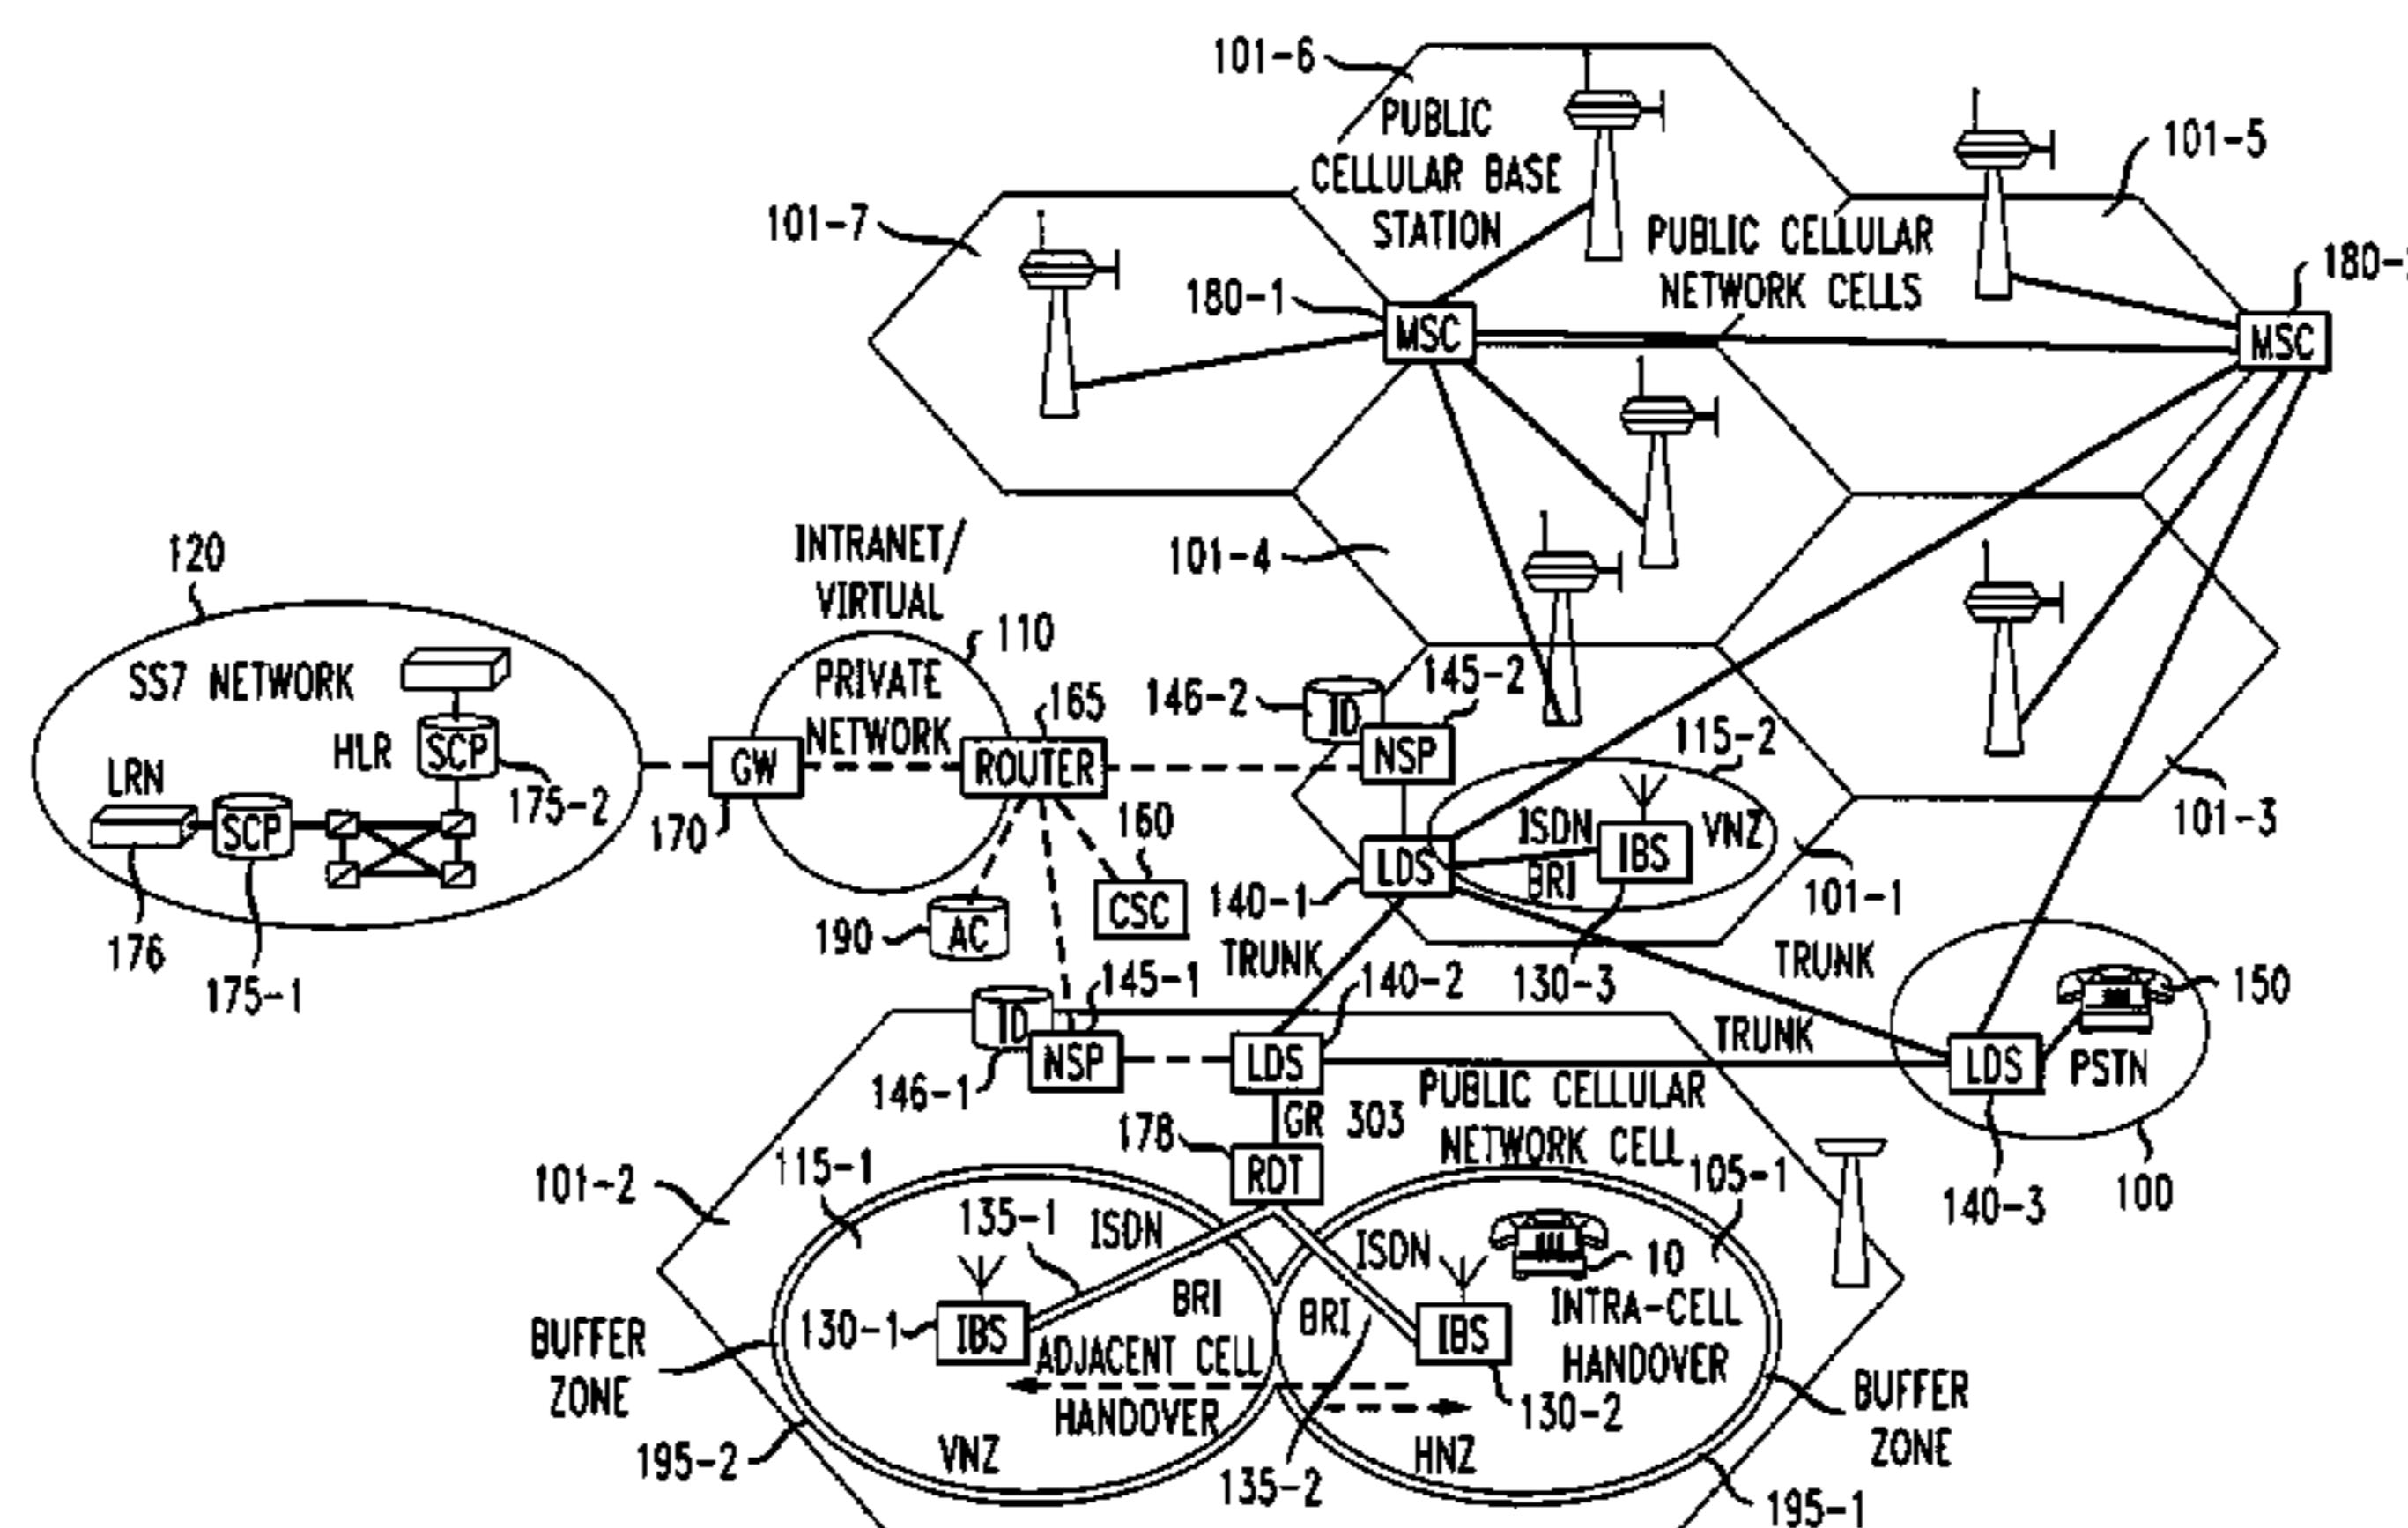 101-6
PUBLIC
CELLULAR BASE
STATION
101-5
101-7
PUBLIC CELLULAR
NETWORK CELLS
180-1
MSC
MSC
101-4
INTRANET/
VIRTUAL
120
110
PRIVATE
NETWORK
SS7 NETWORK
165
146-2
ID
145-2
NSP
115-2
HLR
SCP
GW
ROUTER
LRN
SCP
175-2
170
160
ISDN
VNZ
IBS
101-3
LDS
BRI
140-1
101-1
176
175-1
190
AC
CSC
TRUNK
130-3
TRUNK
145-1
140-2
150
ID
NSP
LDS
TRUNK
LDS
PSTN
146-1
GR 303
PUBLIC CELLULAR
NETWORK CELL
178
RDT
101-2
115-1
105-1
140-3
100
135-1
ISDN
ISDN
10
130-1
IBS
BRI
BRI
IBS
INTRA-CELL
HANDOVER
BUFFER
ZONE
ADJACENT CELL
HANDOVER
130-2
BUFFER
ZONE
195-2
VNZ
135-2
HNZ
195-1